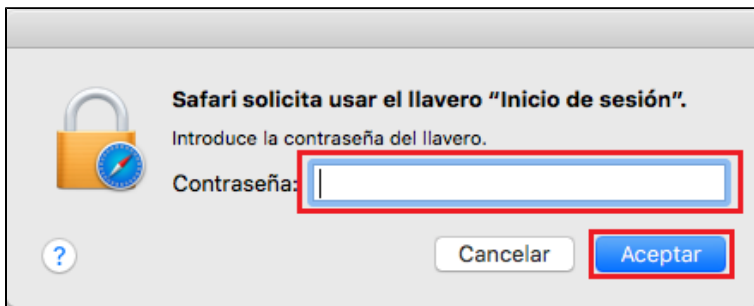 Safari solicita usar el llavero “Inicio de sesión”.
Introduce la contraseña del llavero.
Contraseña:
?
Cancelar
Aceptar